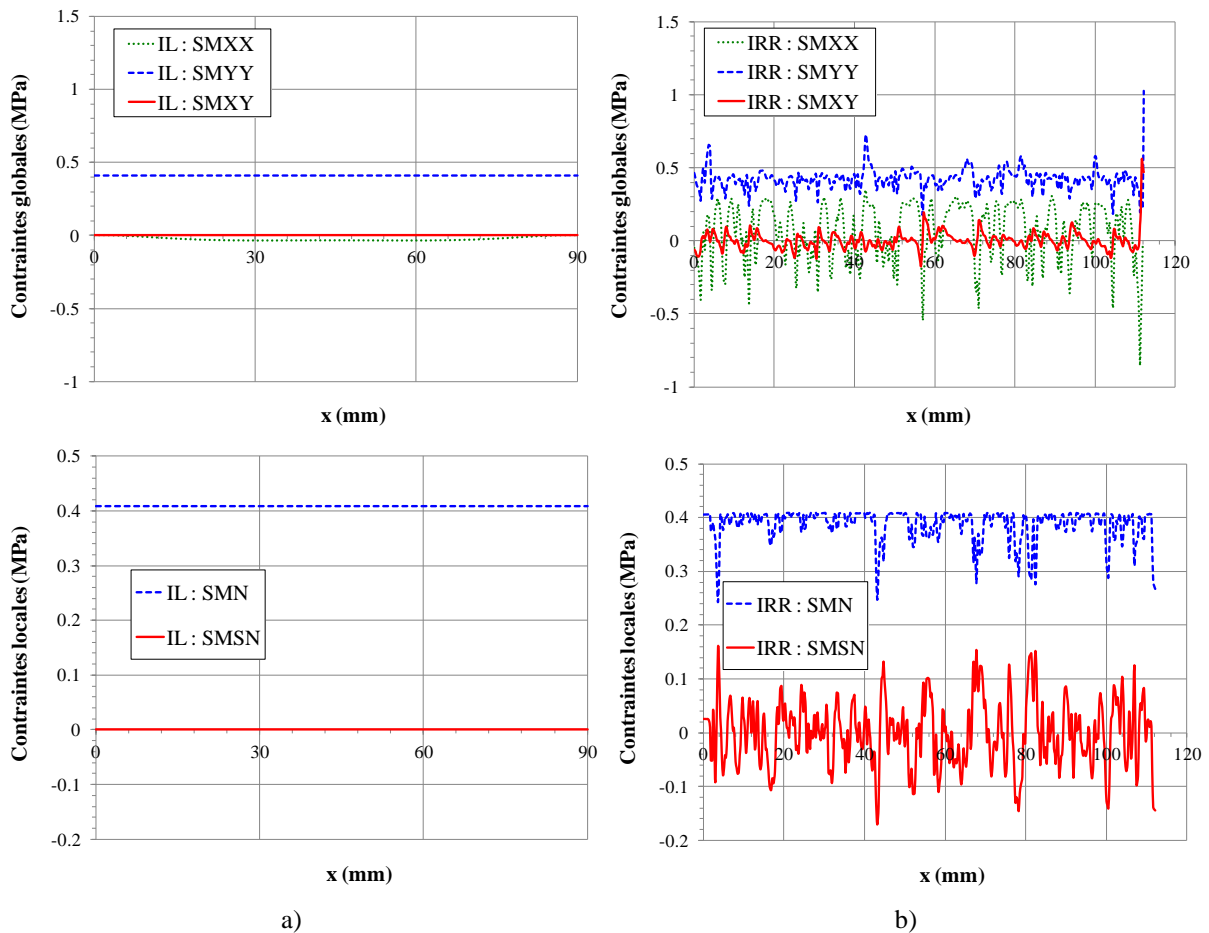 1.5
1
0.5
0
-0.5
-1
0
30
60
90
Contraintes globales (MPa)
x (mm)
IL : SMXX
IL : SMYY
IL : SMXY
1.5
1
0.5
0
-0.5
-1
0
20
40
60
80
100
120
Contraintes globales (MPa)
x (mm)
IRR : SMXX
IRR : SMYY
IRR : SMXY
0.5
0.4
0.3
0.2
0.1
0
-0.1
-0.2
0
30
60
90
Contraintes locales (MPa)
x (mm)
IL : SMN
IL : SMSN
0.5
0.4
0.3
0.2
0.1
0
-0.1
-0.2
0
20
40
60
80
100
120
Contraintes locales (MPa)
x (mm)
IRR : SMN
IRR : SMSN
a)
b)